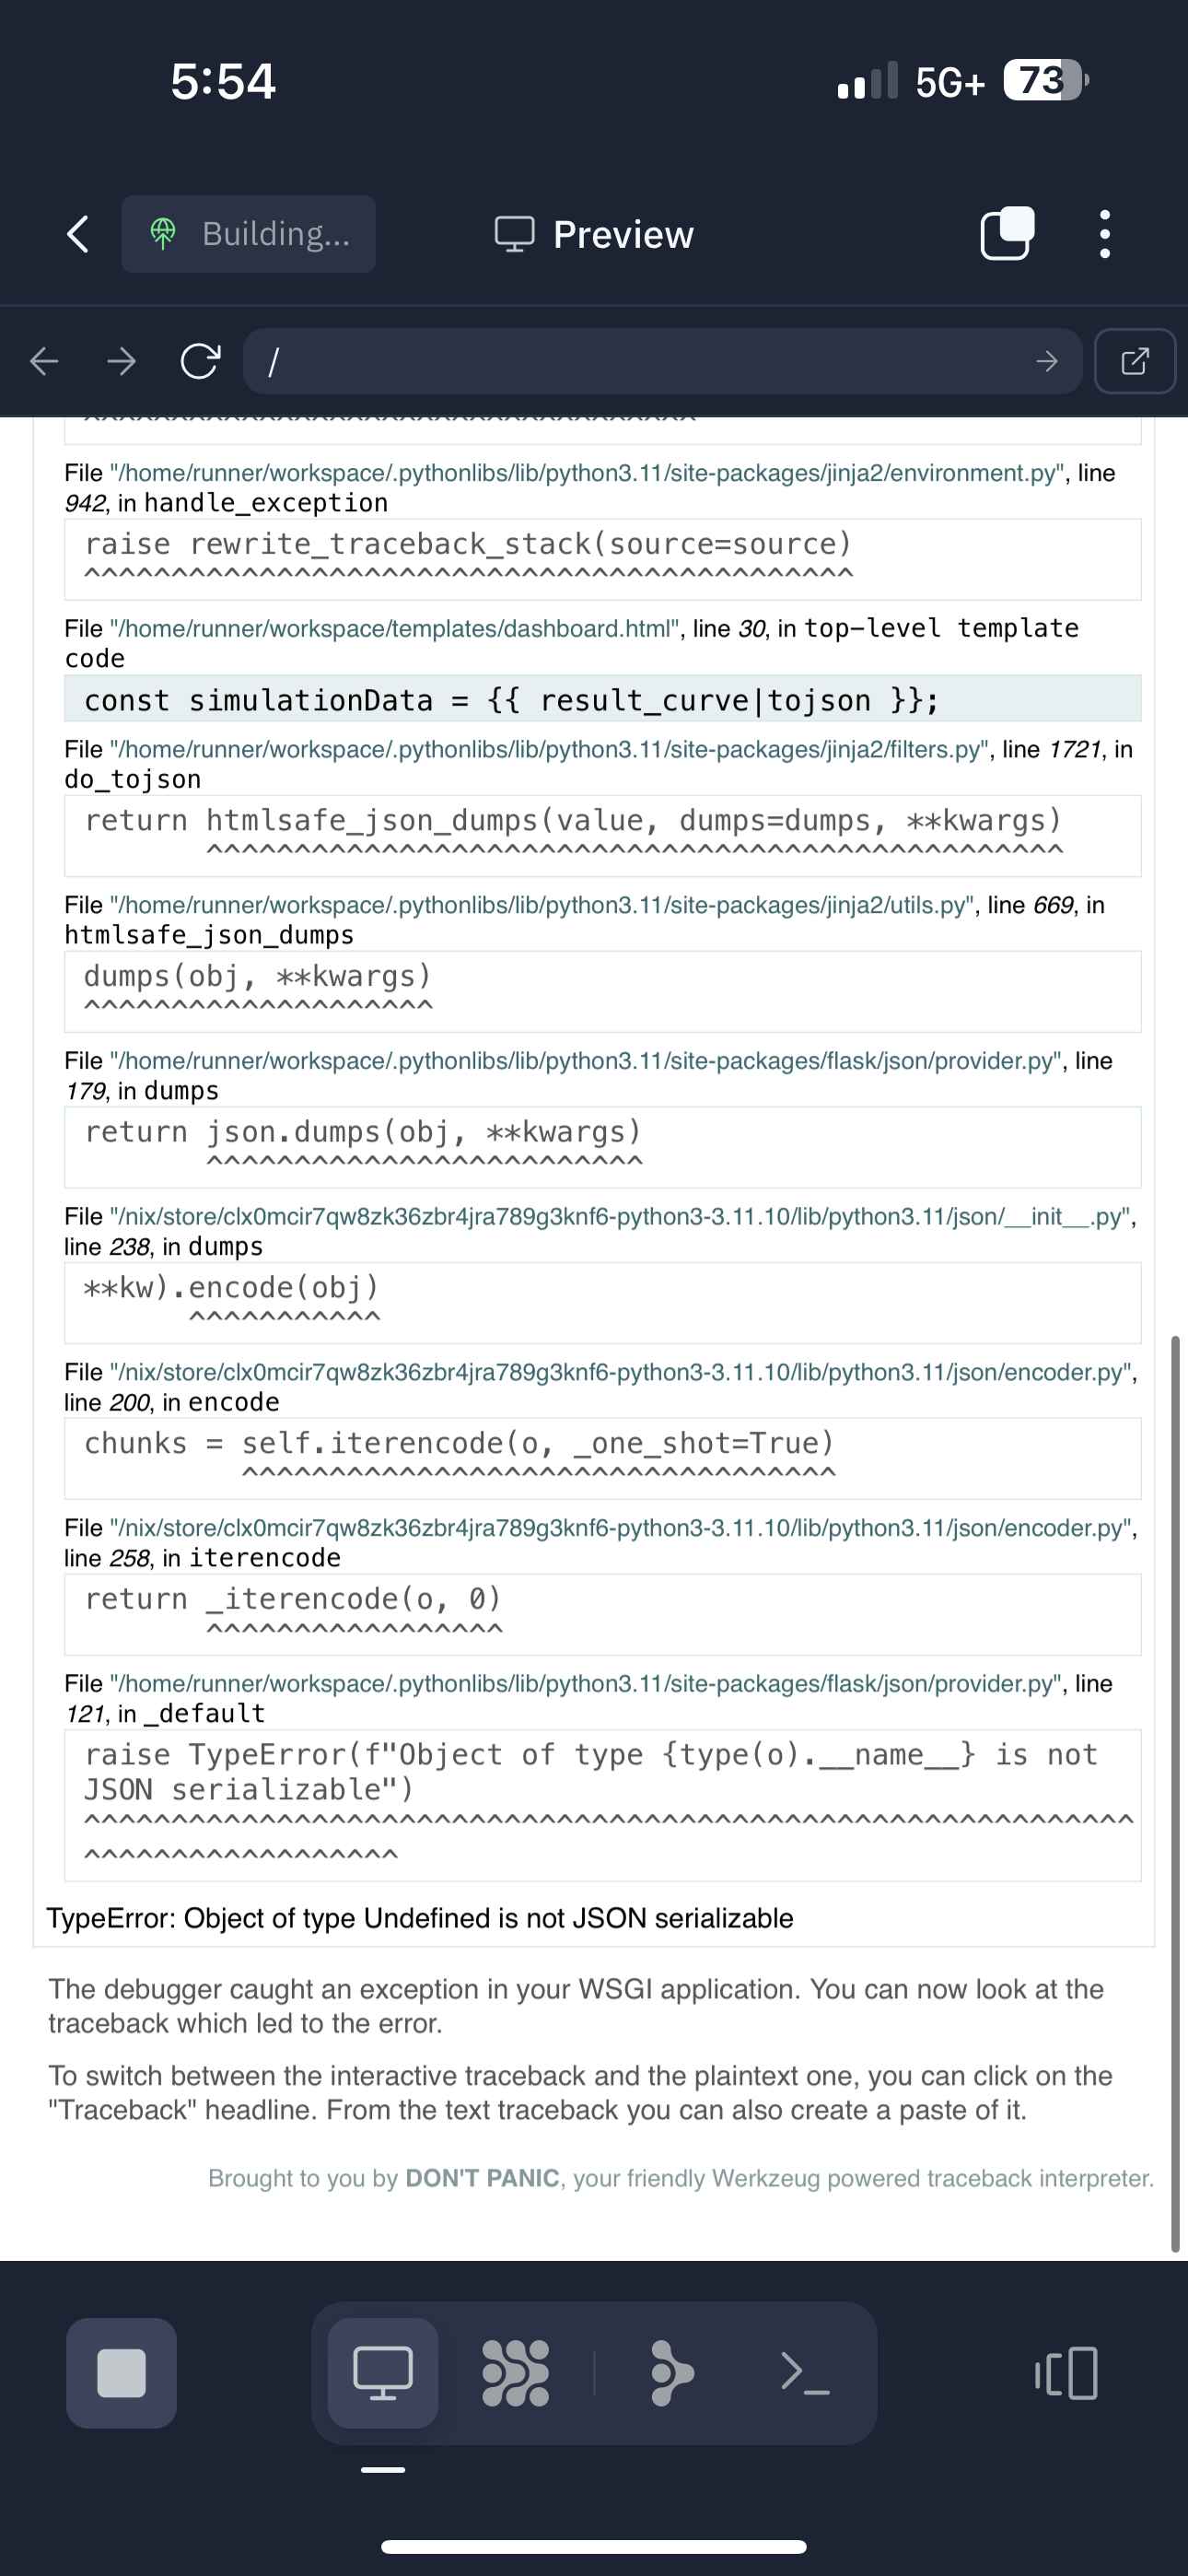 5:54
5G+ 73
Building...
Preview
/
^^^^^^^^^^^^^^^^^^^^^^^^^^^^^^^^^^^
File "/home/runner/workspace/.pythonlibs/lib/python3.11/site-packages/jinja2/environment.py", line
942, in handle_exception
raise rewrite_traceback_stack(source=source)
^^^^^^^^^^^^^^^^^^^^^^^^^^^^^^^^^^^^^^^^^^^^
File "/home/runner/workspace/templates/dashboard.html", line 30, in top-level template
code
const simulationData = {{ result_curve|tojson }};
File "/home/runner/workspace/.pythonlibs/lib/python3.11/site-packages/jinja2/filters.py", line 1721, in
do_tojson
return htmlsafe_json_dumps(value, dumps=dumps, **kwargs)
^^^^^^^^^^^^^^^^^^^^^^^^^^^^^^^^^^^^^^^^^^^^^^^^^
File "/home/runner/workspace/.pythonlibs/lib/python3.11/site-packages/jinja2/utils.py", line 669, in
htmlsafe_json_dumps
dumps(obj, **kwargs)
^^^^^^^^^^^^^^^^^^^^
File "/home/runner/workspace/.pythonlibs/lib/python3.11/site-packages/flask/json/provider.py", line
179, in dumps
return json.dumps(obj, **kwargs)
^^^^^^^^^^^^^^^^^^^^^^^^^
File "/nix/store/clx0mcir7qw8zk36zbr4jra789g3knf6-python3-3.11.10/lib/python3.11/json/__init__.py",
line 238, in dumps
**kw).encode(obj)
^^^^^^^^^^^
File "/nix/store/clx0mcir7qw8zk36zbr4jra789g3knf6-python3-3.11.10/lib/python3.11/json/encoder.py",
line 200, in encode
chunks = self.iterencode(o, _one_shot=True)
^^^^^^^^^^^^^^^^^^^^^^^^^^^^^^^^^^
File "/nix/store/clx0mcir7qw8zk36zbr4jra789g3knf6-python3-3.11.10/lib/python3.11/json/encoder.py",
line 258, in iterencode
return _iterencode(o, 0)
^^^^^^^^^^^^^^^^^
File "/home/runner/workspace/.pythonlibs/lib/python3.11/site-packages/flask/json/provider.py", line
121, in _default
raise TypeError(f"Object of type {type(o).__name__} is not
JSON serializable")
^^^^^^^^^^^^^^^^^^^^^^^^^^^^^^^^^^^^^^^^^^^^^^^^^^^^^^^^^^^^
^^^^^^^^^^^^^^^^^^
TypeError: Object of type Undefined is not JSON serializable
The debugger caught an exception in your WSGI application. You can now look at the
traceback which led to the error.
To switch between the interactive traceback and the plaintext one, you can click on the
"Traceback" headline. From the text traceback you can also create a paste of it.
Brought to you by DON'T PANIC, your friendly Werkzeug powered traceback interpreter.